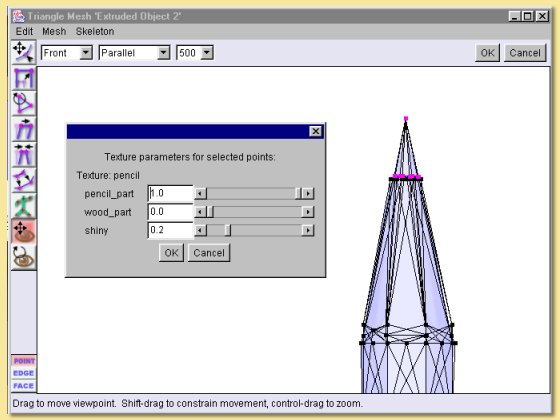 Triangle Mesh 'Extruded Object 2'
Edit Mesh Skeleton
Front Parallel 500 OK Cancel
Texture parameters for selected points:
Texture: pencil
pencil_part 1.0
wood_part 0.0
shiny 0.2
OK Cancel
POINT
EDGE
FACE
Drag to move viewpoint. Shift-drag to constrain movement, control-drag to zoom.